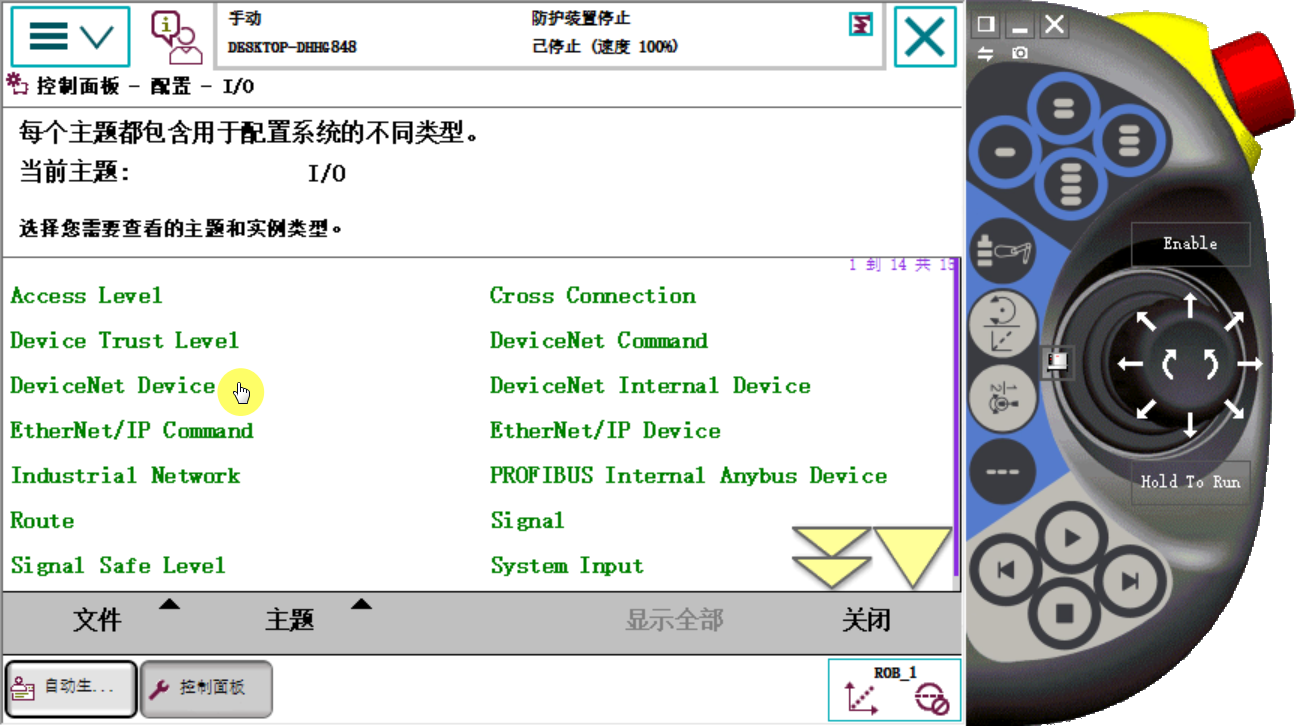 手动
防护装置停止
DESKTOP-DHHG848
己停止 (速度 100%)
控制面板 - 配置 - I/O
每个主题都包含用于配置系统的不同类型。
当前主题: I/O
选择您需要查看的主题和实例类型。
1 到 14 共 15
Access Level
Cross Connection
Device Trust Level
DeviceNet Command
DeviceNet Device
DeviceNet Internal Device
EtherNet/IP Command
EtherNet/IP Device
Industrial Network
PROFIBUS Internal Anybus Device
Route
Signal
Signal Safe Level
System Input
文件
主题
显示全部
关闭
自动生...
控制面板
ROB_1
Enable
Hold To Run